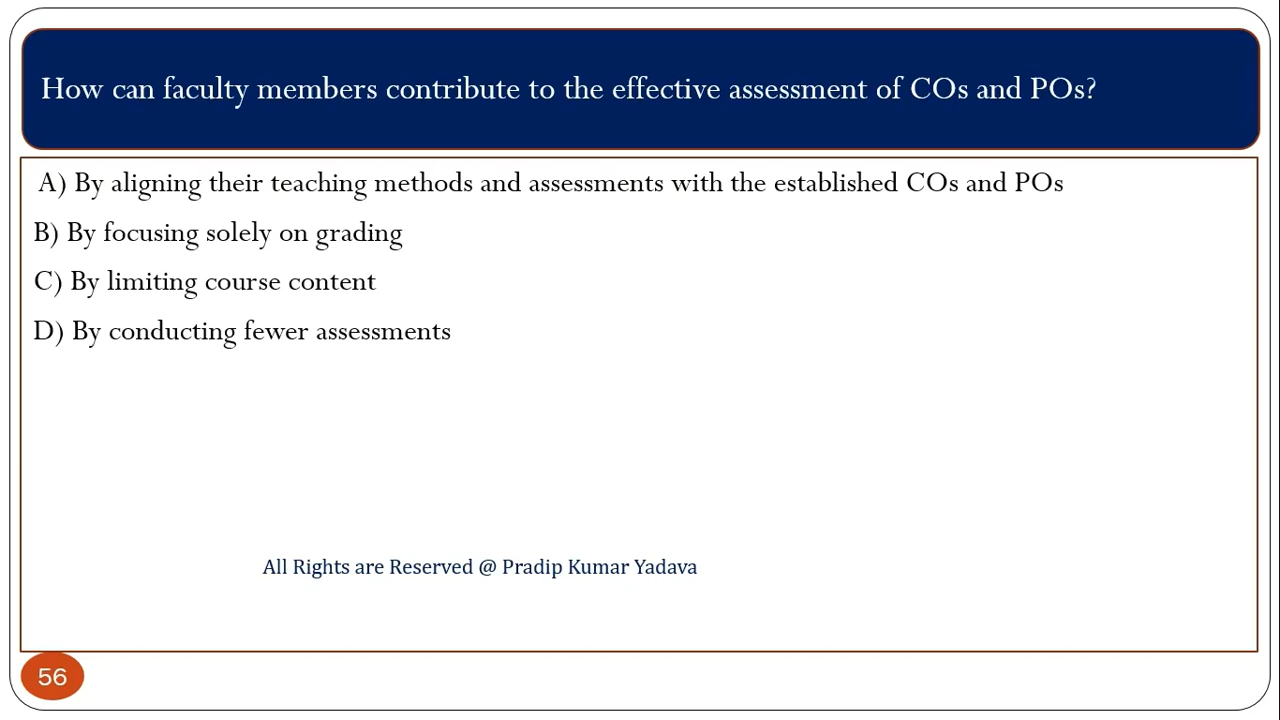 How can faculty members contribute to the effective assessment of COs and POs?
A) By aligning their teaching methods and assessments with the established COs and POs
B) By focusing solely on grading
C) By limiting course content
D) By conducting fewer assessments
All Rights are Reserved @ Pradip Kumar Yadava
56